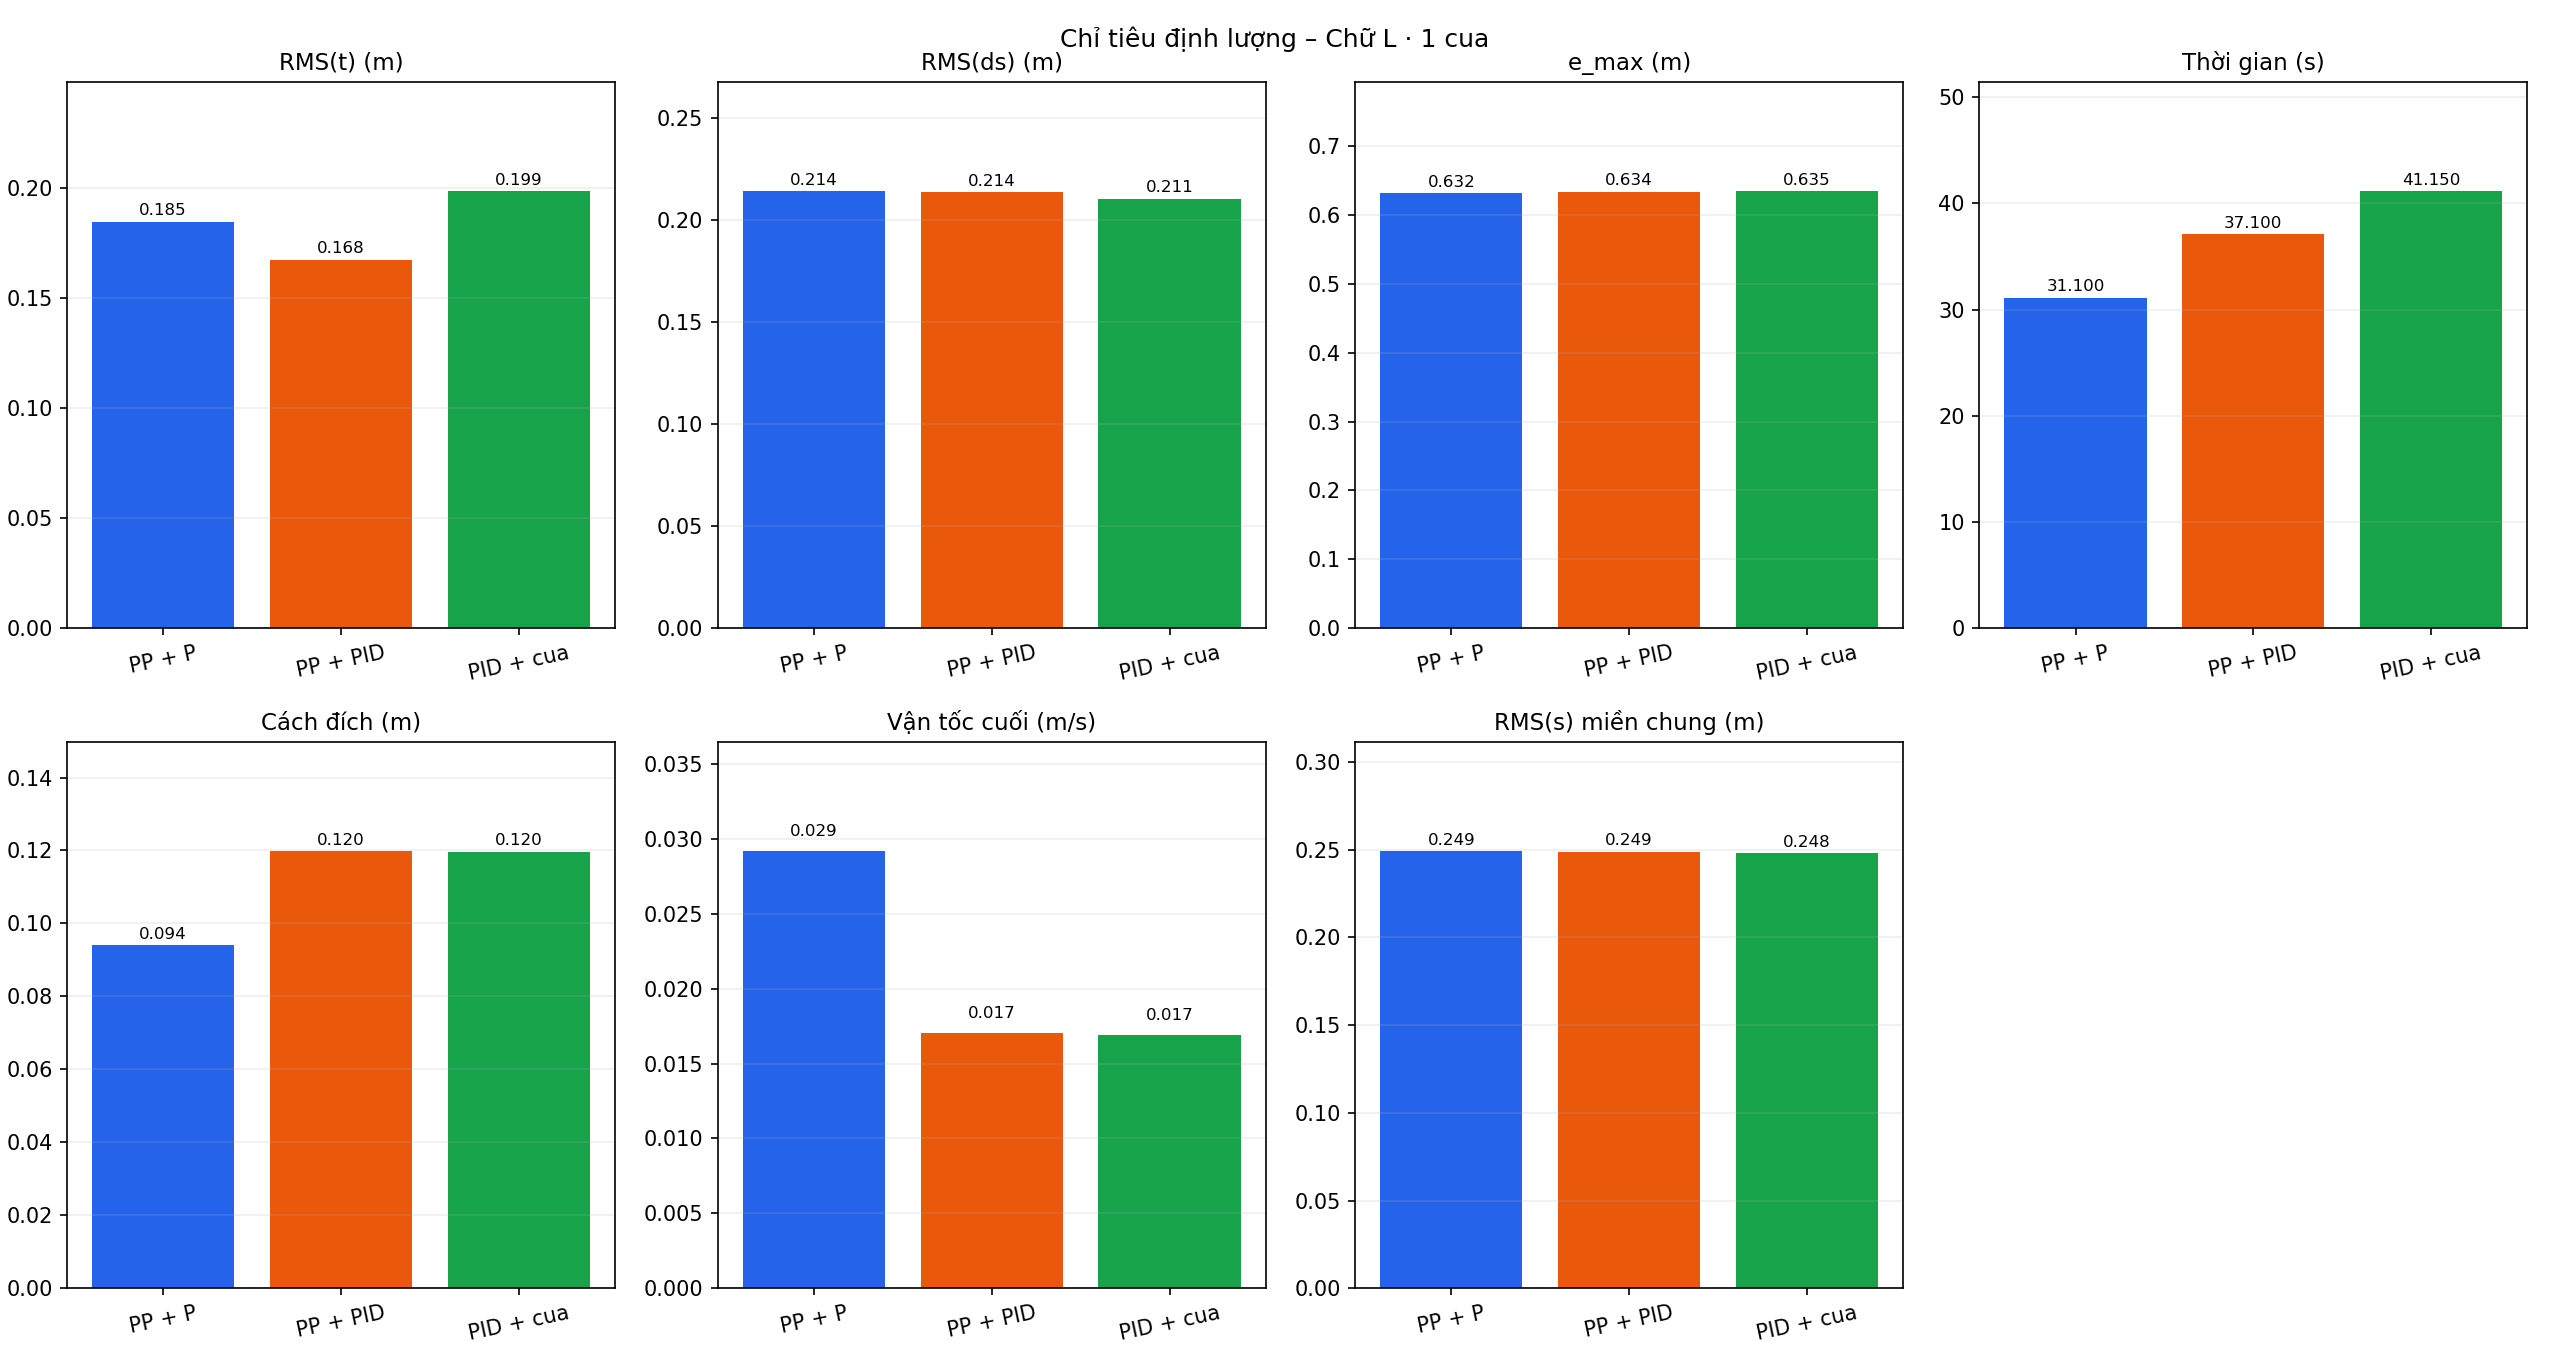 Chỉ tiêu định lượng – Chữ L · 1 cua
RMS(t) (m)
0.20
0.15
0.10
0.05
0.00
0.185
0.168
0.199
PP + P
PP + PID
PID + cua
RMS(ds) (m)
0.25
0.20
0.15
0.10
0.05
0.00
0.214
0.214
0.211
PP + P
PP + PID
PID + cua
e_max (m)
0.7
0.6
0.5
0.4
0.3
0.2
0.1
0.0
0.632
0.634
0.635
PP + P
PP + PID
PID + cua
Thời gian (s)
50
40
30
20
10
0
31.100
37.100
41.150
PP + P
PP + PID
PID + cua
Cách đích (m)
0.14
0.12
0.10
0.08
0.06
0.04
0.02
0.00
0.094
0.120
0.120
PP + P
PP + PID
PID + cua
Vận tốc cuối (m/s)
0.035
0.030
0.025
0.020
0.015
0.010
0.005
0.000
0.029
0.017
0.017
PP + P
PP + PID
PID + cua
RMS(s) miền chung (m)
0.30
0.25
0.20
0.15
0.10
0.05
0.00
0.249
0.249
0.248
PP + P
PP + PID
PID + cua